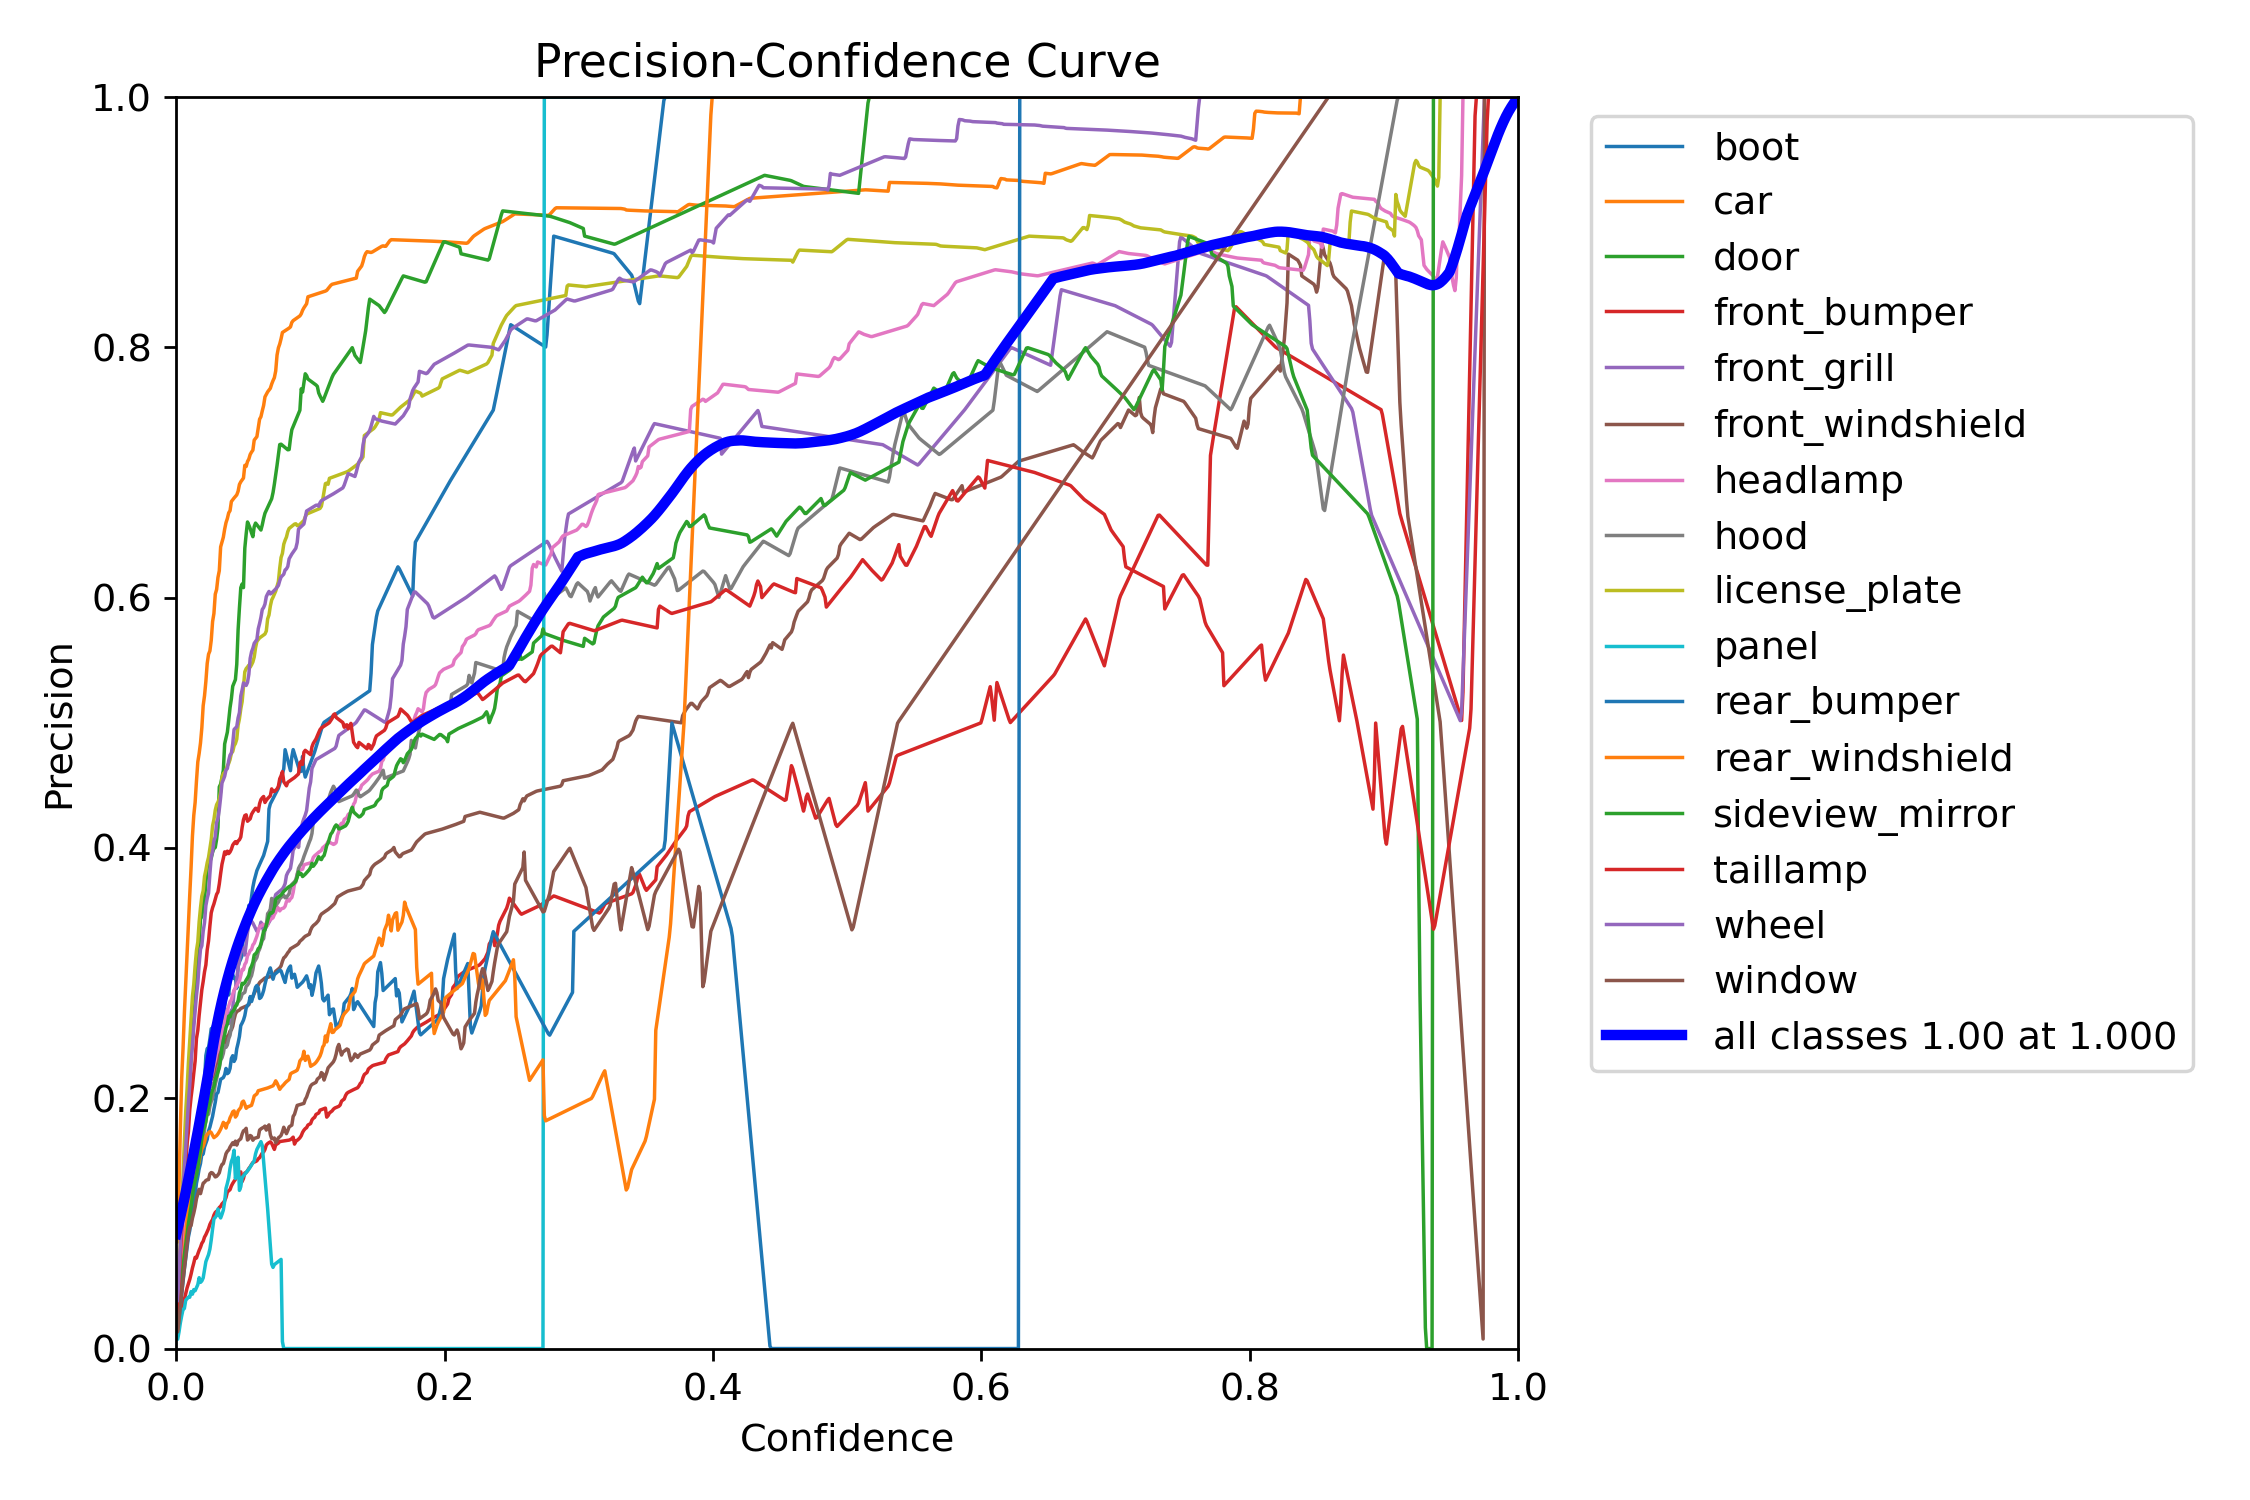 Precision-Confidence Curve
1.0
0.8
0.6
0.4
0.2
0.0
Precision
0.0 0.2 0.4 0.6 0.8 1.0
Confidence
boot
car
door
front_bumper
front_grill
front_windshield
headlamp
hood
license_plate
panel
rear_bumper
rear_windshield
sideview_mirror
taillamp
wheel
window
all classes 1.00 at 1.000